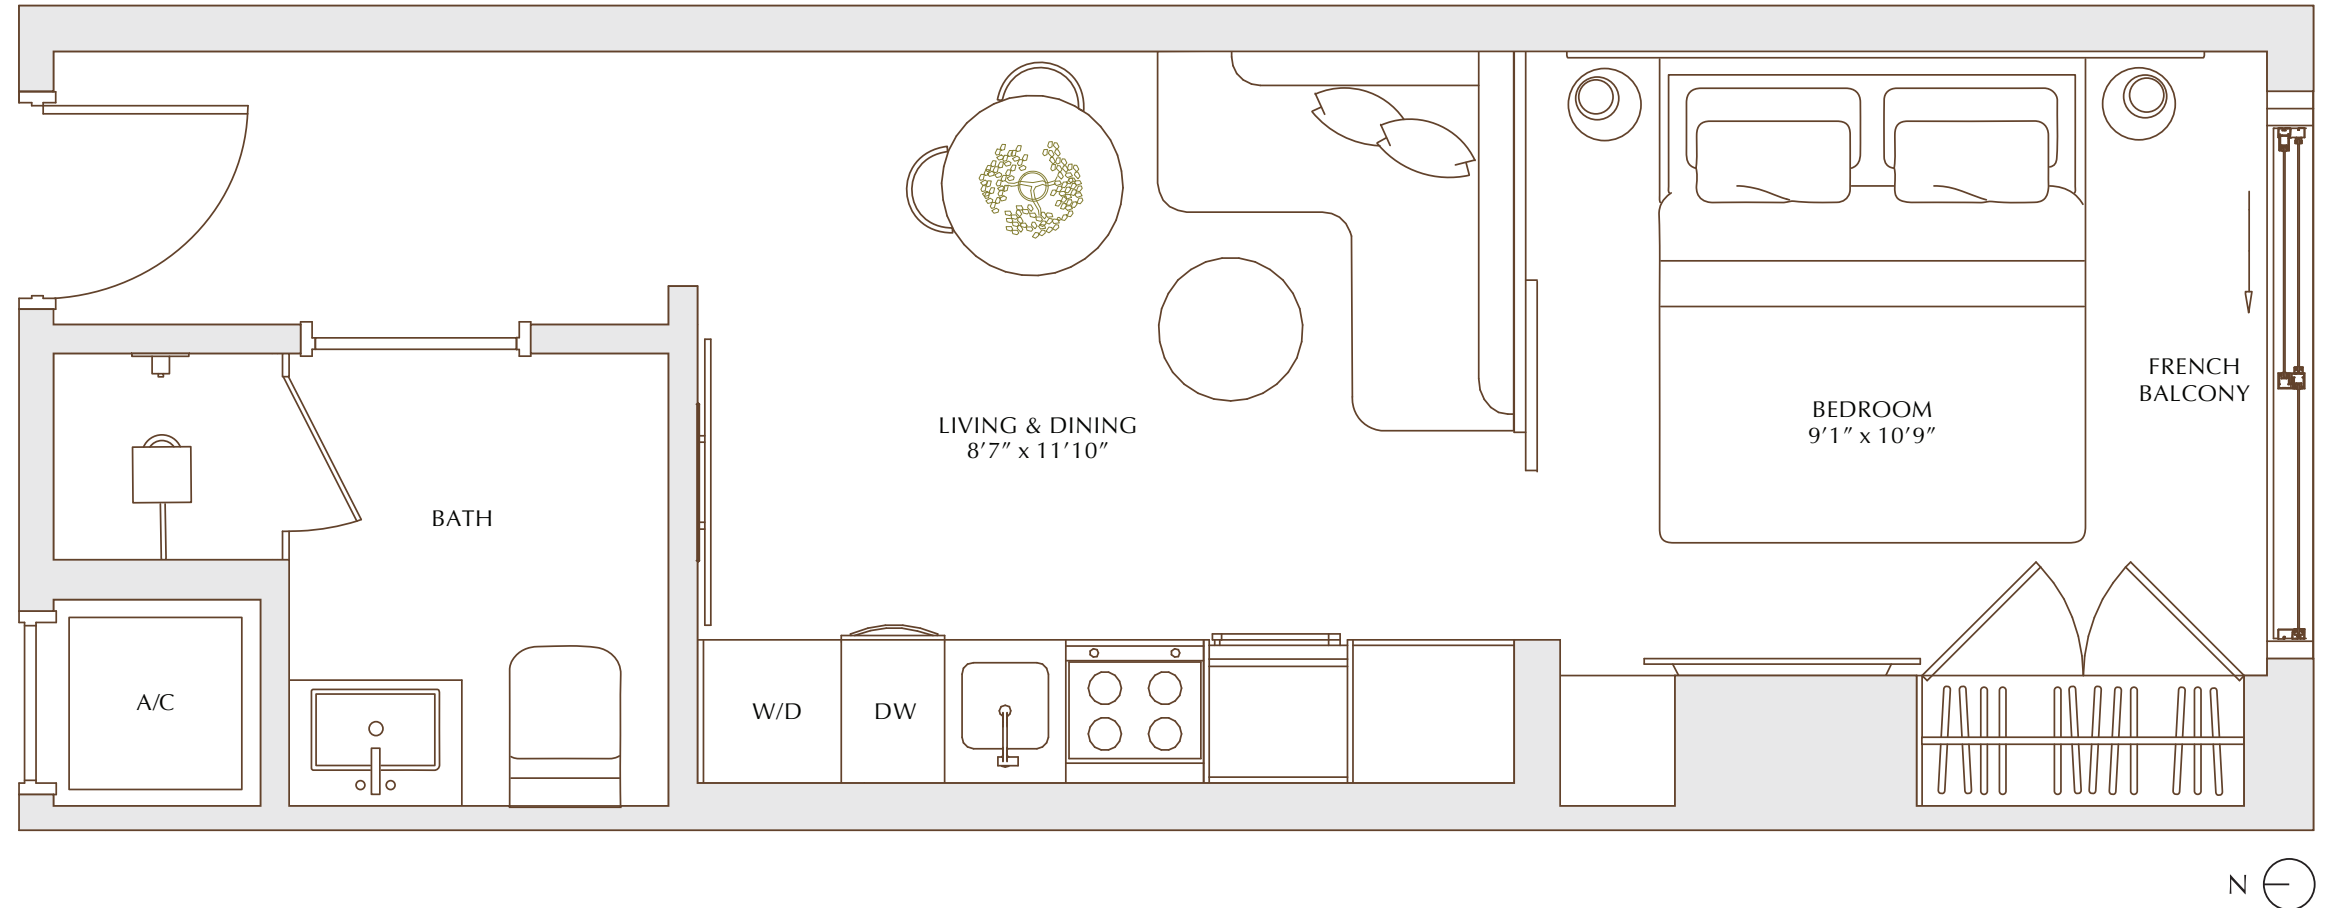 LIVING & DINING
8’7” x 11’10”
BEDROOM
9’1” x 10’9”
FRENCH
BALCONY
BATH
A/C
W/D
DW
N